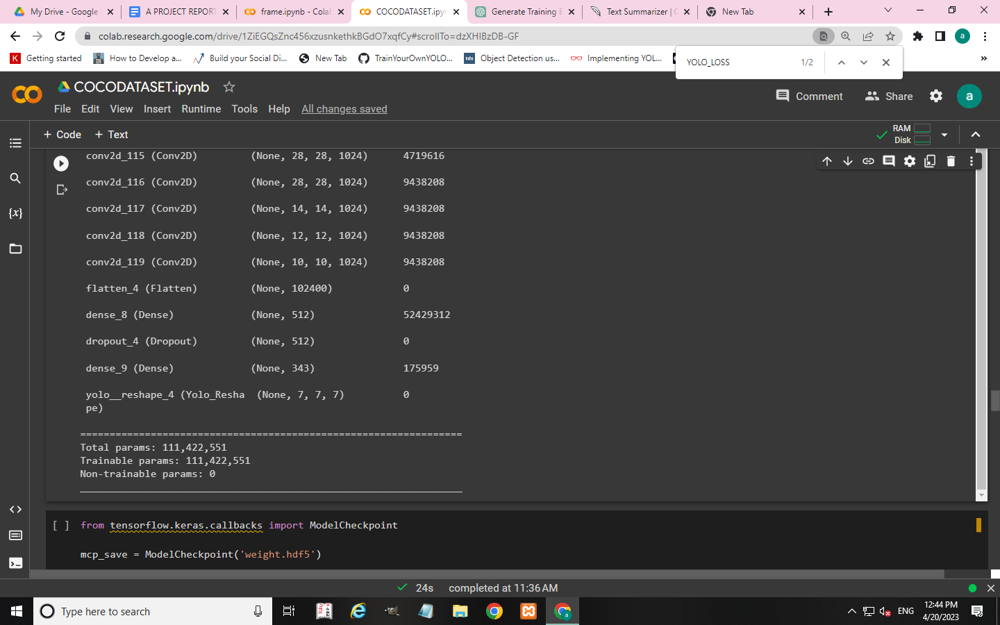 My Drive - Google
A PROJECT REPORT
frame.ipynb - Colab
COCODATASET.ipyn
Generate Training E
Text Summarizer | C
New Tab
colab.research.google.com/drive/1ZiEGQsZnc456xzusnkethkBGdO7xqfCy#scrollTo=dzXHIBzDB-GF
a
K Getting started
How to Develop a...
Build your Social Di...
New Tab
TrainYourOwnYOLO...
tds Object Detection us...
Implementing YOL...
»
YOLO_LOSS 1/2
COCODATASET.ipynb
Comment Share a
File Edit View Insert Runtime Tools Help All changes saved
+ Code + Text
RAM
Disk
{x}
conv2d_115 (Conv2D) (None, 28, 28, 1024) 4719616
conv2d_116 (Conv2D) (None, 28, 28, 1024) 9438208
conv2d_117 (Conv2D) (None, 14, 14, 1024) 9438208
conv2d_118 (Conv2D) (None, 12, 12, 1024) 9438208
conv2d_119 (Conv2D) (None, 10, 10, 1024) 9438208
flatten_4 (Flatten) (None, 102400) 0
dense_8 (Dense) (None, 512) 52429312
dropout_4 (Dropout) (None, 512) 0
dense_9 (Dense) (None, 343) 175959
yolo__reshape_4 (Yolo_Resha (None, 7, 7, 7) 0
pe)
=================================================================
Total params: 111,422,551
Trainable params: 111,422,551
Non-trainable params: 0
_________________________________________________________________
[ ] from tensorflow.keras.callbacks import ModelCheckpoint
mcp_save = ModelCheckpoint('weight.hdf5')
24s completed at 11:36 AM
Type here to search
ENG
12:44 PM
4/20/2023